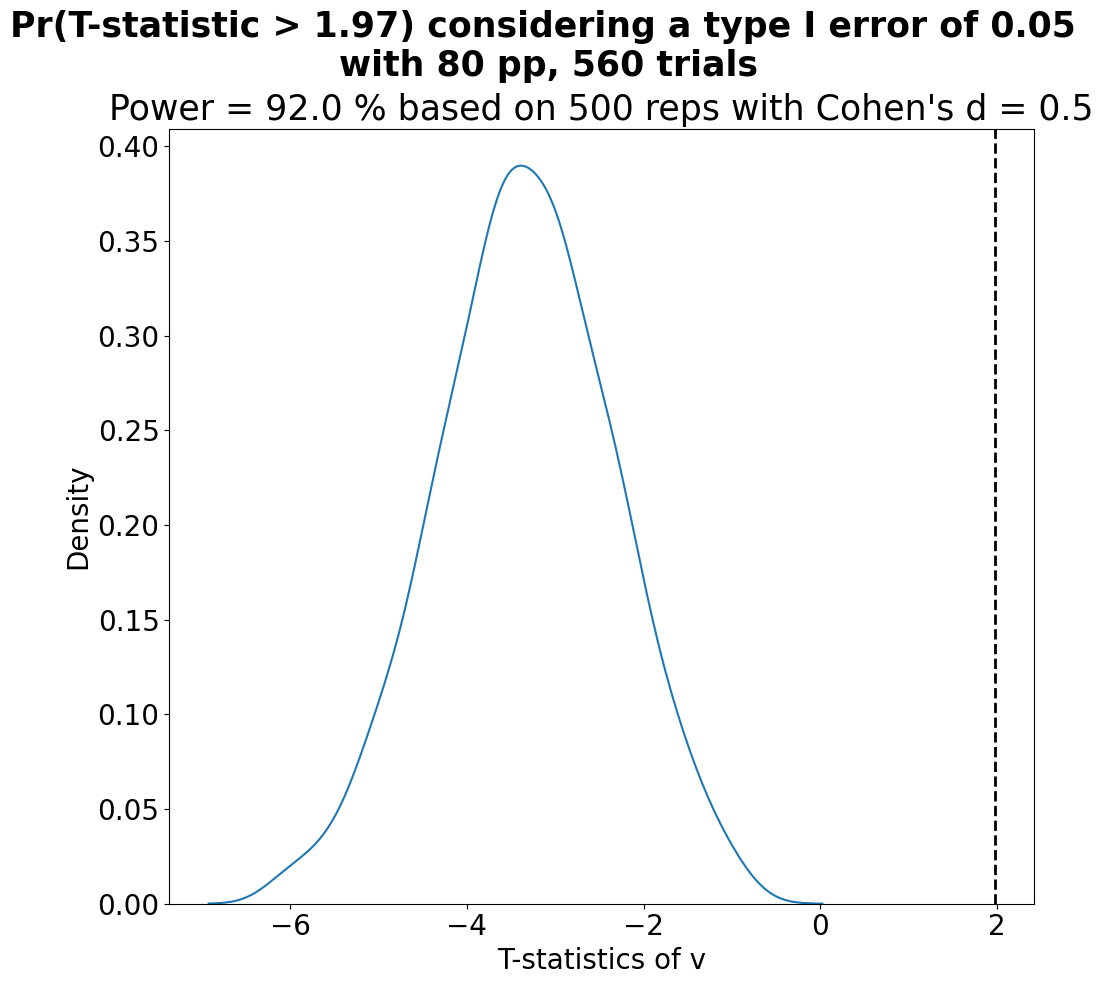 Pr(T-statistic > 1.97) considering a type I error of 0.05
with 80 pp, 560 trials
Power = 92.0 % based on 500 reps with Cohen's d = 0.5
0.40
0.35
0.30
0.25
0.20
0.15
0.10
0.05
0.00
Density
−6
−4
−2
0
2
T-statistics of v